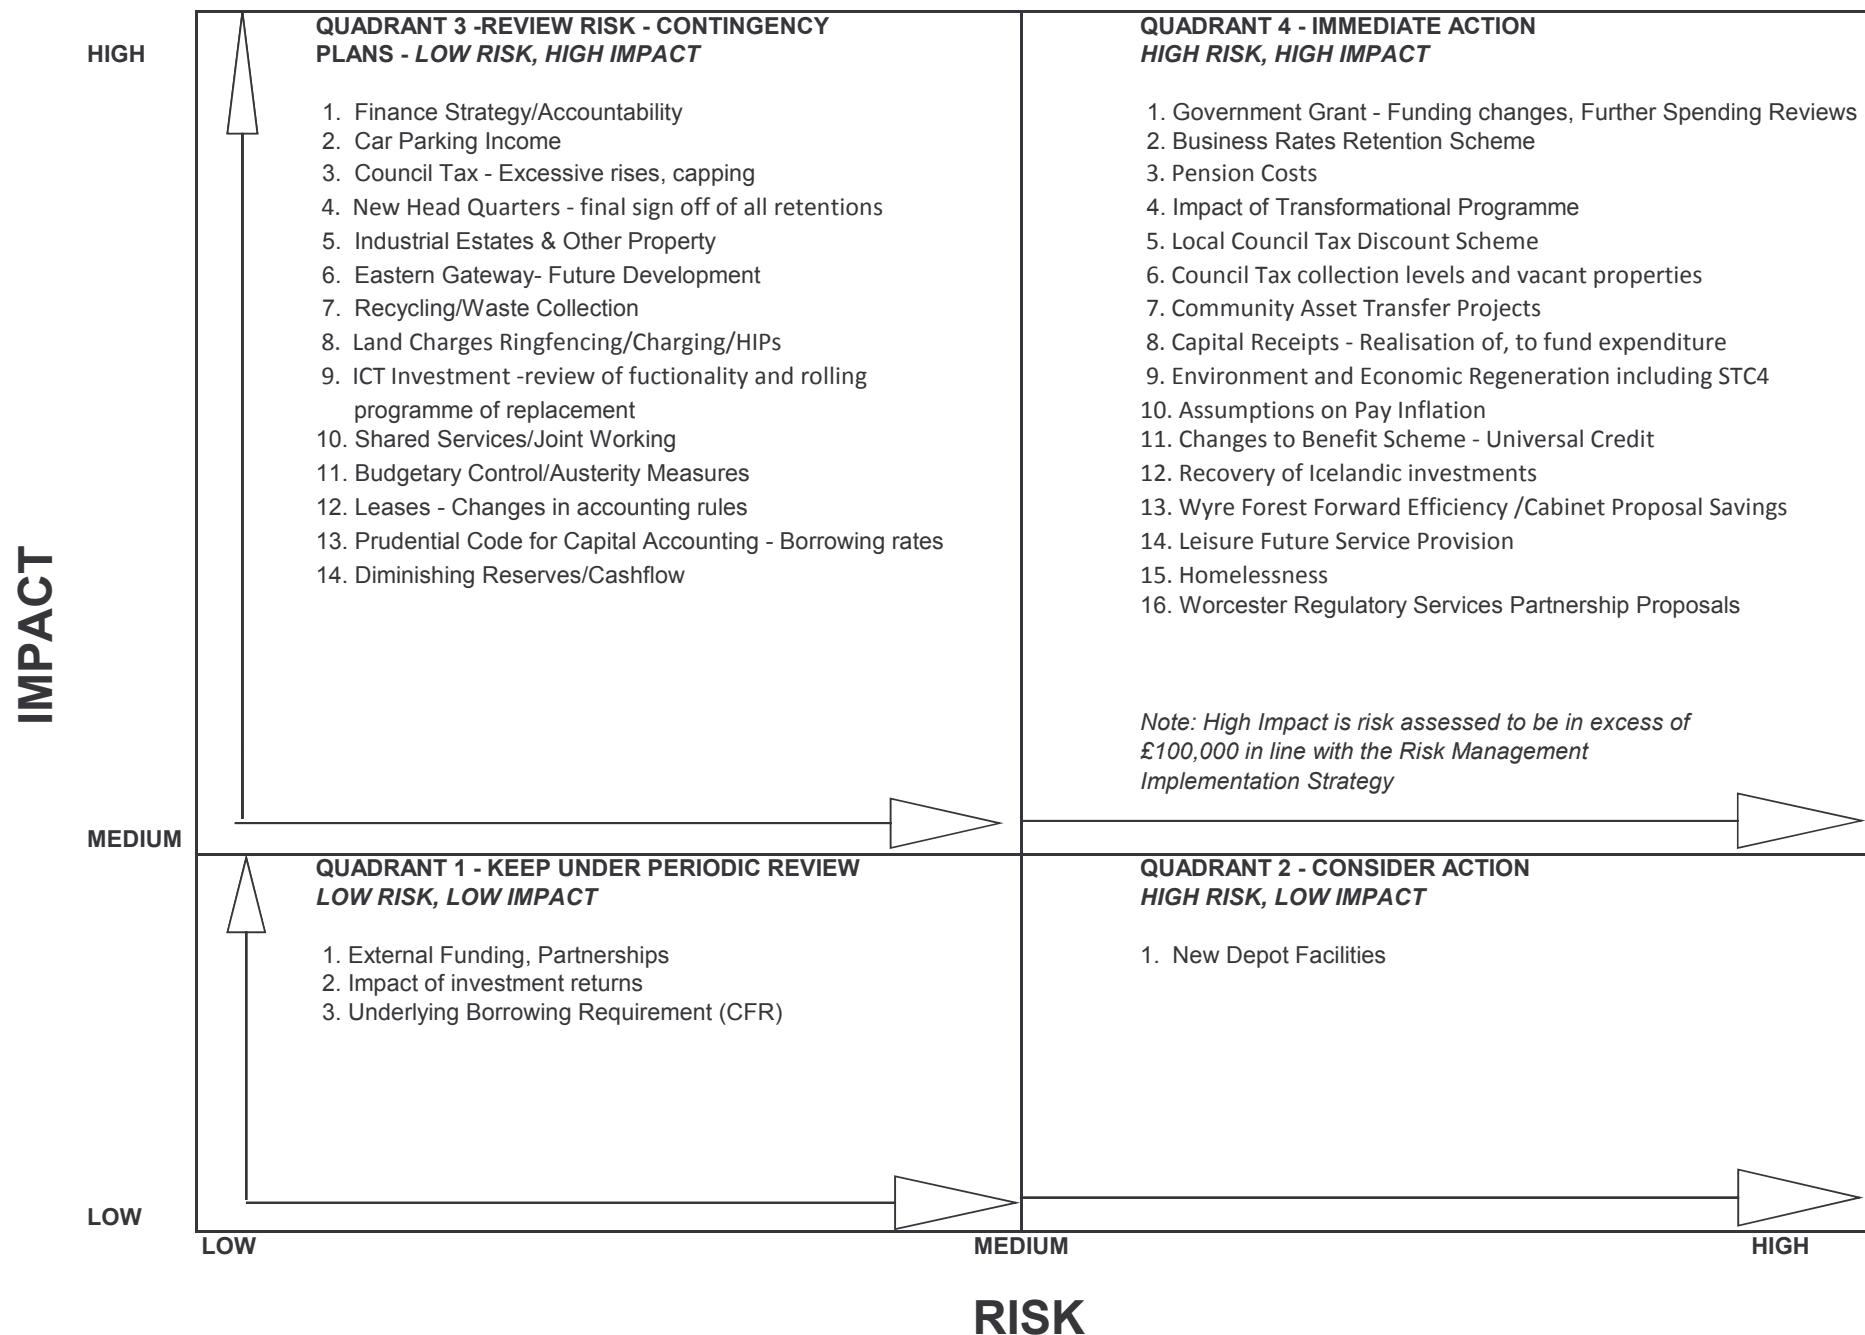 HIGH
QUADRANT 3 -REVIEW RISK - CONTINGENCY
PLANS - LOW RISK, HIGH IMPACT
1. Finance Strategy/Accountability
2. Car Parking Income
3. Council Tax - Excessive rises, capping
4. New Head Quarters - final sign off of all retentions
5. Industrial Estates & Other Property
6. Eastern Gateway- Future Development
7. Recycling/Waste Collection
8. Land Charges Ringfencing/Charging/HIPs
9. ICT Investment -review of fuctionality and rolling
programme of replacement
10. Shared Services/Joint Working
11. Budgetary Control/Austerity Measures
12. Leases - Changes in accounting rules
13. Prudential Code for Capital Accounting - Borrowing rates
14. Diminishing Reserves/Cashflow
QUADRANT 4 - IMMEDIATE ACTION
HIGH RISK, HIGH IMPACT
1. Government Grant - Funding changes, Further Spending Reviews
2. Business Rates Retention Scheme
3. Pension Costs
4. Impact of Transformational Programme
5. Local Council Tax Discount Scheme
6. Council Tax collection levels and vacant properties
7. Community Asset Transfer Projects
8. Capital Receipts - Realisation of, to fund expenditure
9. Environment and Economic Regeneration including STC4
10. Assumptions on Pay Inflation
11. Changes to Benefit Scheme - Universal Credit
12. Recovery of Icelandic investments
13. Wyre Forest Forward Efficiency /Cabinet Proposal Savings
14. Leisure Future Service Provision
15. Homelessness
16. Worcester Regulatory Services Partnership Proposals
Note: High Impact is risk assessed to be in excess of
£100,000 in line with the Risk Management
Implementation Strategy
IMPACT
MEDIUM
QUADRANT 1 - KEEP UNDER PERIODIC REVIEW
LOW RISK, LOW IMPACT
1. External Funding, Partnerships
2. Impact of investment returns
3. Underlying Borrowing Requirement (CFR)
QUADRANT 2 - CONSIDER ACTION
HIGH RISK, LOW IMPACT
1. New Depot Facilities
LOW
LOW
MEDIUM
HIGH
RISK